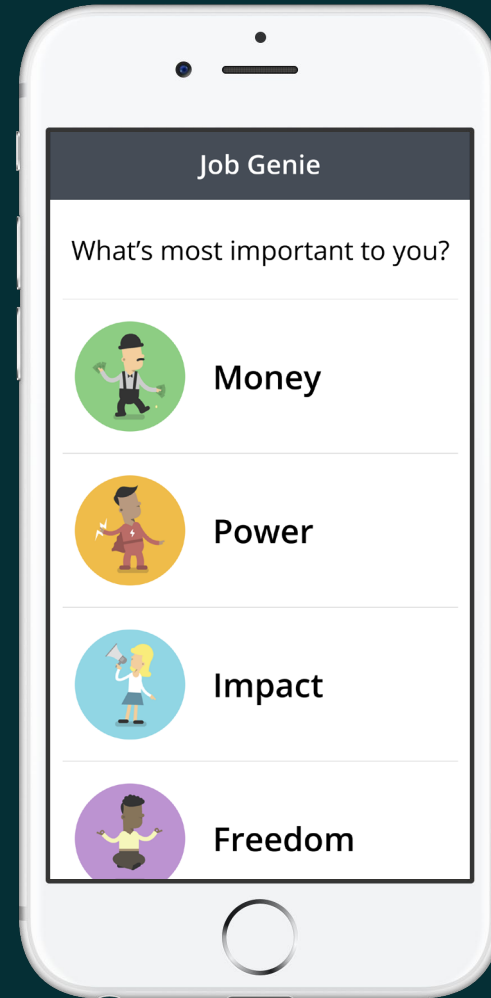 Job Genie
What’s most important to you?
Money
Power
Impact
Freedom